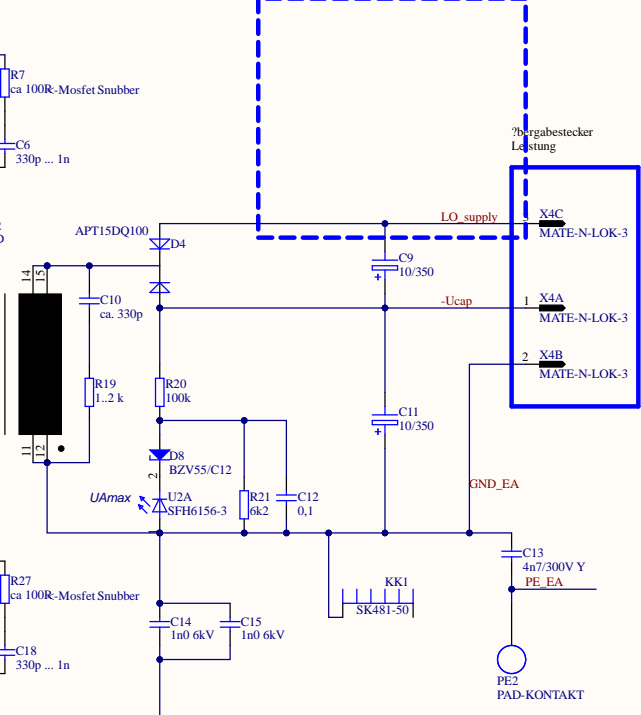 R7
ca 100R
<-Mosfet Snubber
C6
330p ... 1n
?bergabestecker
Leistung
LO_supply
3
X4C
MATE-N-LOK-3
APT15DQ100
D4
C9
10/350
14
15
C10
ca. 330p
-Ucap
1
X4A
MATE-N-LOK-3
2
X4B
MATE-N-LOK-3
R19
1..2 k
R20
100k
C11
10/350
11
12
D8
BZV55/C12
2
UAmax
U2A
SFH6156-3
1
R21
6k2
C12
0,1
GND_EA
C13
4n7/300V Y
PE_EA
R27
ca 100R
<-Mosfet Snubber
KK1
SK481-50
C14
1n0 6kV
C15
1n0 6kV
C18
330p ... 1n
PE2
PAD-KONTAKT